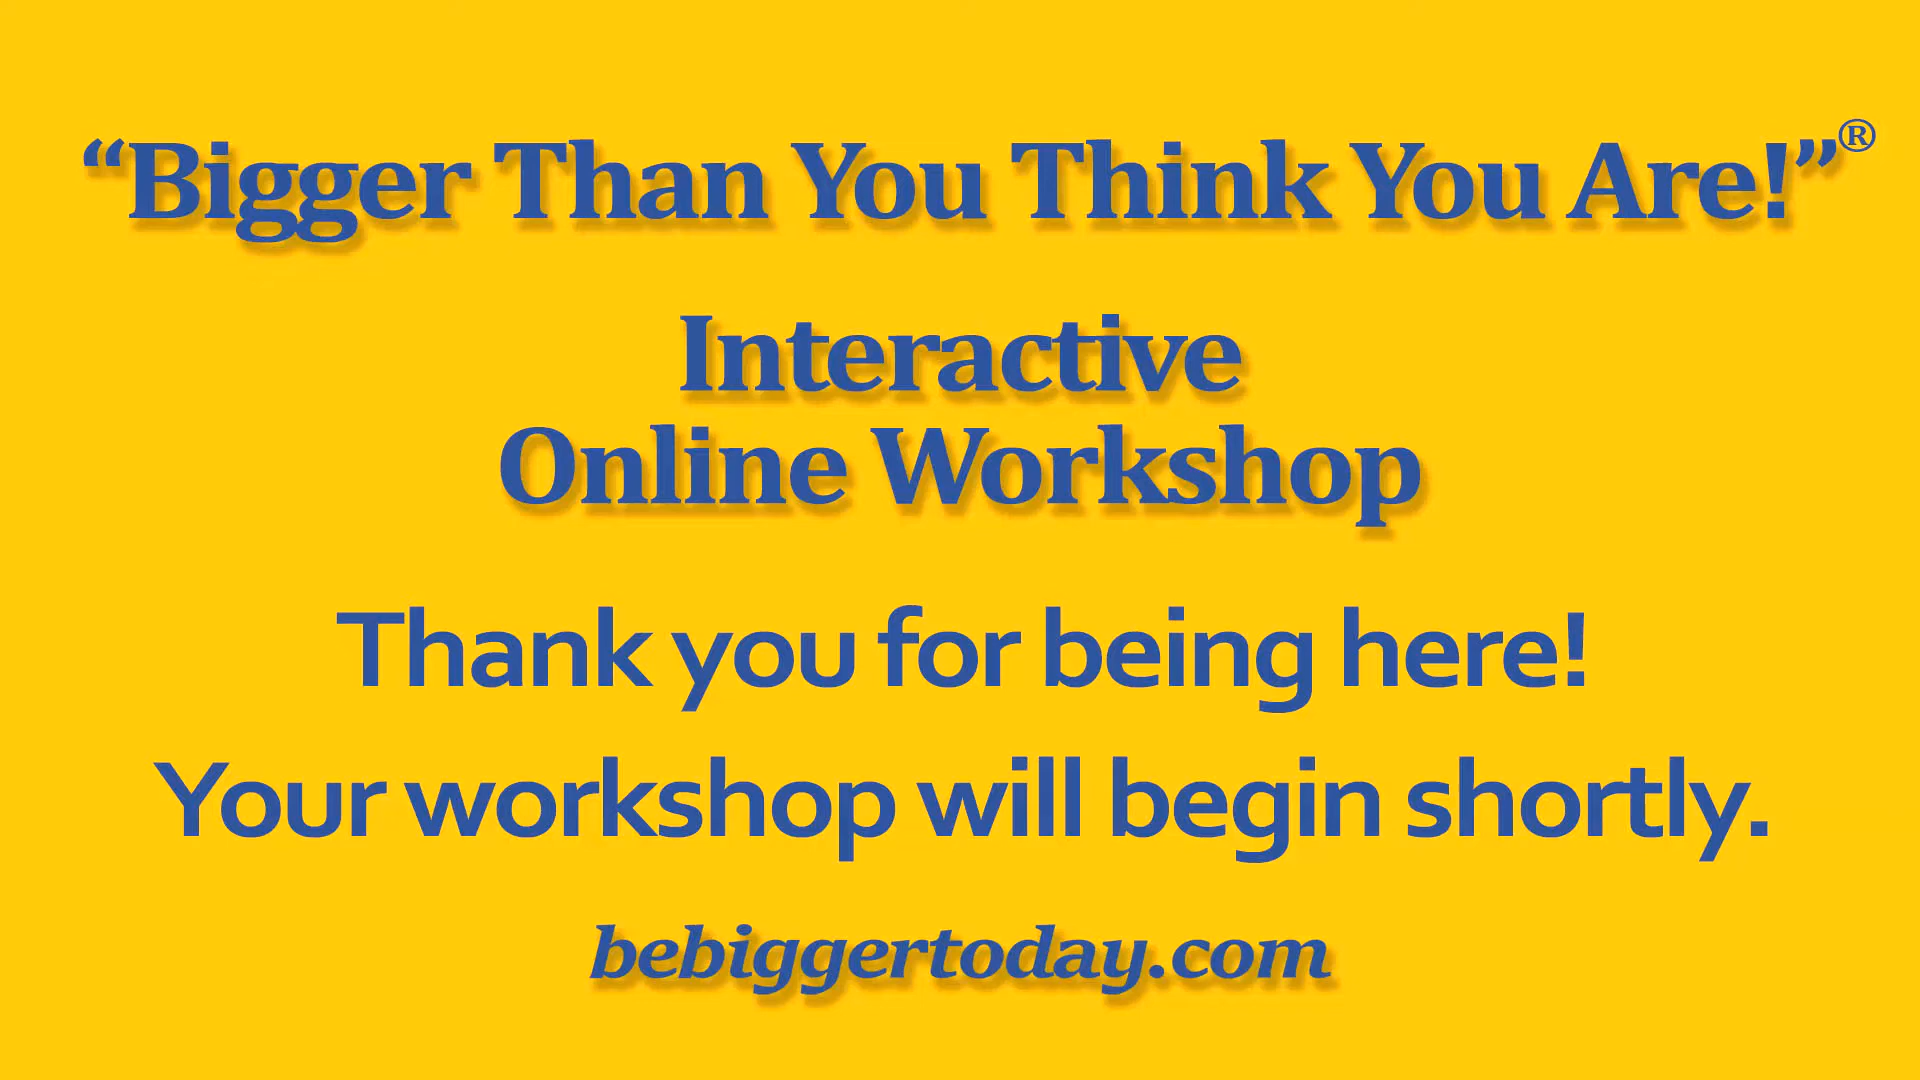 “Bigger Than You Think You Are!”®
Interactive
Online Workshop
Thank you for being here!
Your workshop will begin shortly.
bebiggertoday.com